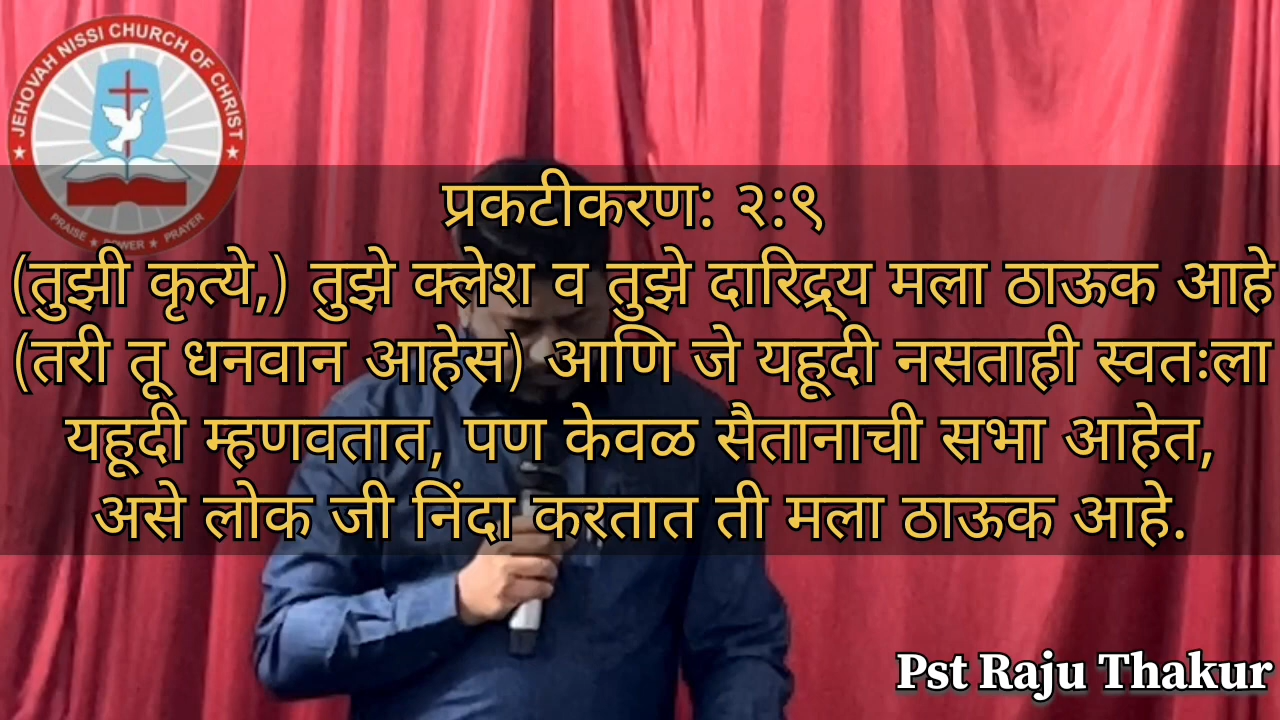 JEHOVAH NISSI CHURCH OF CHRIST
PRAISE ★ POWER ★ PRAYER
प्रकटीकरण: २:९
(तुझी कृत्ये,) तुझे क्लेश व तुझे दारिद्र्य मला ठाऊक आहे
(तरी तू धनवान आहेस) आणि जे यहूदी नसताही स्वतःला
यहूदी म्हणवतात, पण केवळ सैतानाची सभा आहेत,
असे लोक जी निंदा करतात ती मला ठाऊक आहे.
Pst Raju Thakur